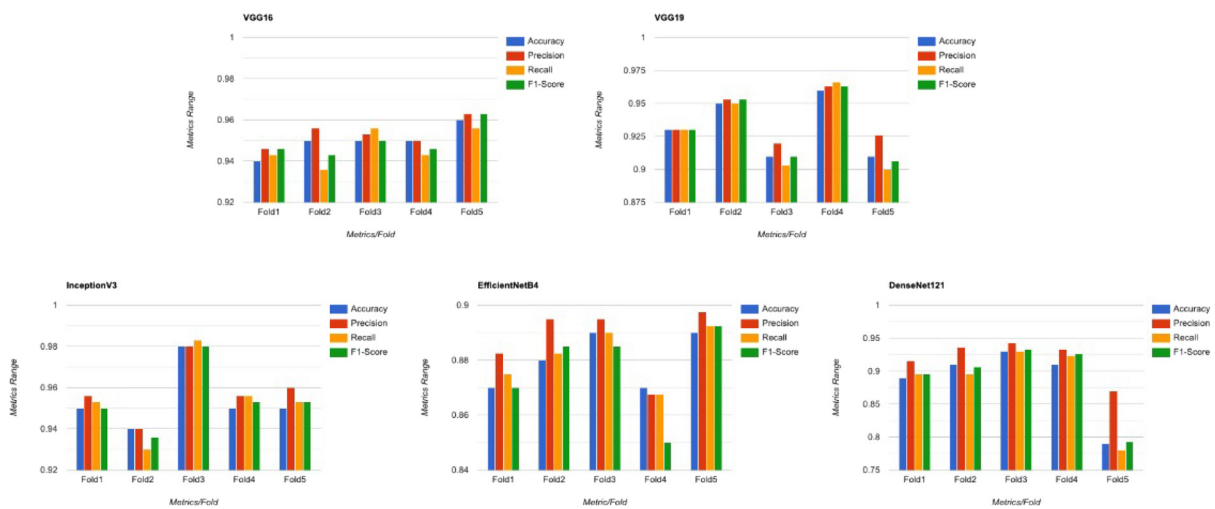 VGG16
1
0.98
0.96
0.94
0.92
Metrics Range
Fold1 Fold2 Fold3 Fold4 Fold5
Metrics/Fold
Accuracy
Precision
Recall
F1-Score
VGG19
1
0.975
0.95
0.925
0.9
0.875
Metrics Range
Fold1 Fold2 Fold3 Fold4 Fold5
Metrics/Fold
Accuracy
Precision
Recall
F1-Score
InceptionV3
1
0.98
0.96
0.94
0.92
Metrics Range
Fold1 Fold2 Fold3 Fold4 Fold5
Metrics/Fold
Accuracy
Precision
Recall
F1-Score
EfficientNetB4
0.9
0.88
0.86
0.84
Metrics Range
Fold1 Fold2 Fold3 Fold4 Fold5
Metric/Fold
Accuracy
Precision
Recall
F1-Score
DenseNet121
1
0.95
0.9
0.85
0.8
0.75
Metrics Range
Fold1 Fold2 Fold3 Fold4 Fold5
Metrics/Fold
Accuracy
Precision
Recall
F1-Score